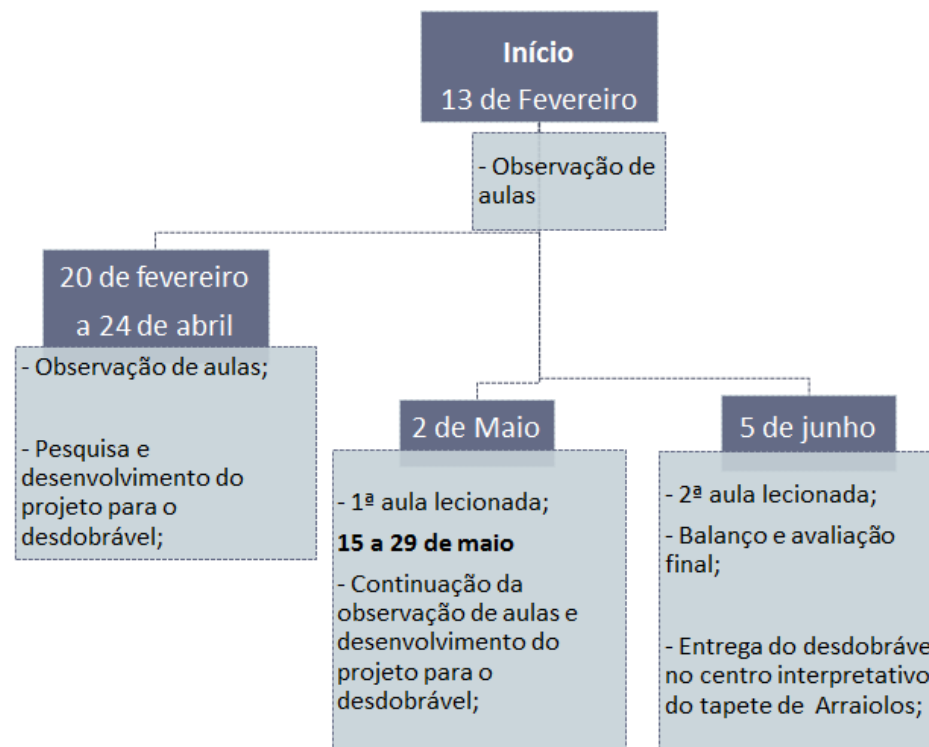 Início
13 de Fevereiro
- Observação de
aulas
20 de fevereiro
a 24 de abril
- Observação de aulas;
- Pesquisa e
desenvolvimento do
projeto para o
desdobrável;
2 de Maio
- 1ª aula lecionada;
15 a 29 de maio
- Continuação da
observação de aulas e
desenvolvimento do
projeto para o
desdobrável;
5 de junho
- 2ª aula lecionada;
- Balanço e avaliação
final;
- Entrega do desdobráve
no centro interpretativo
do tapete de Arraiolos;